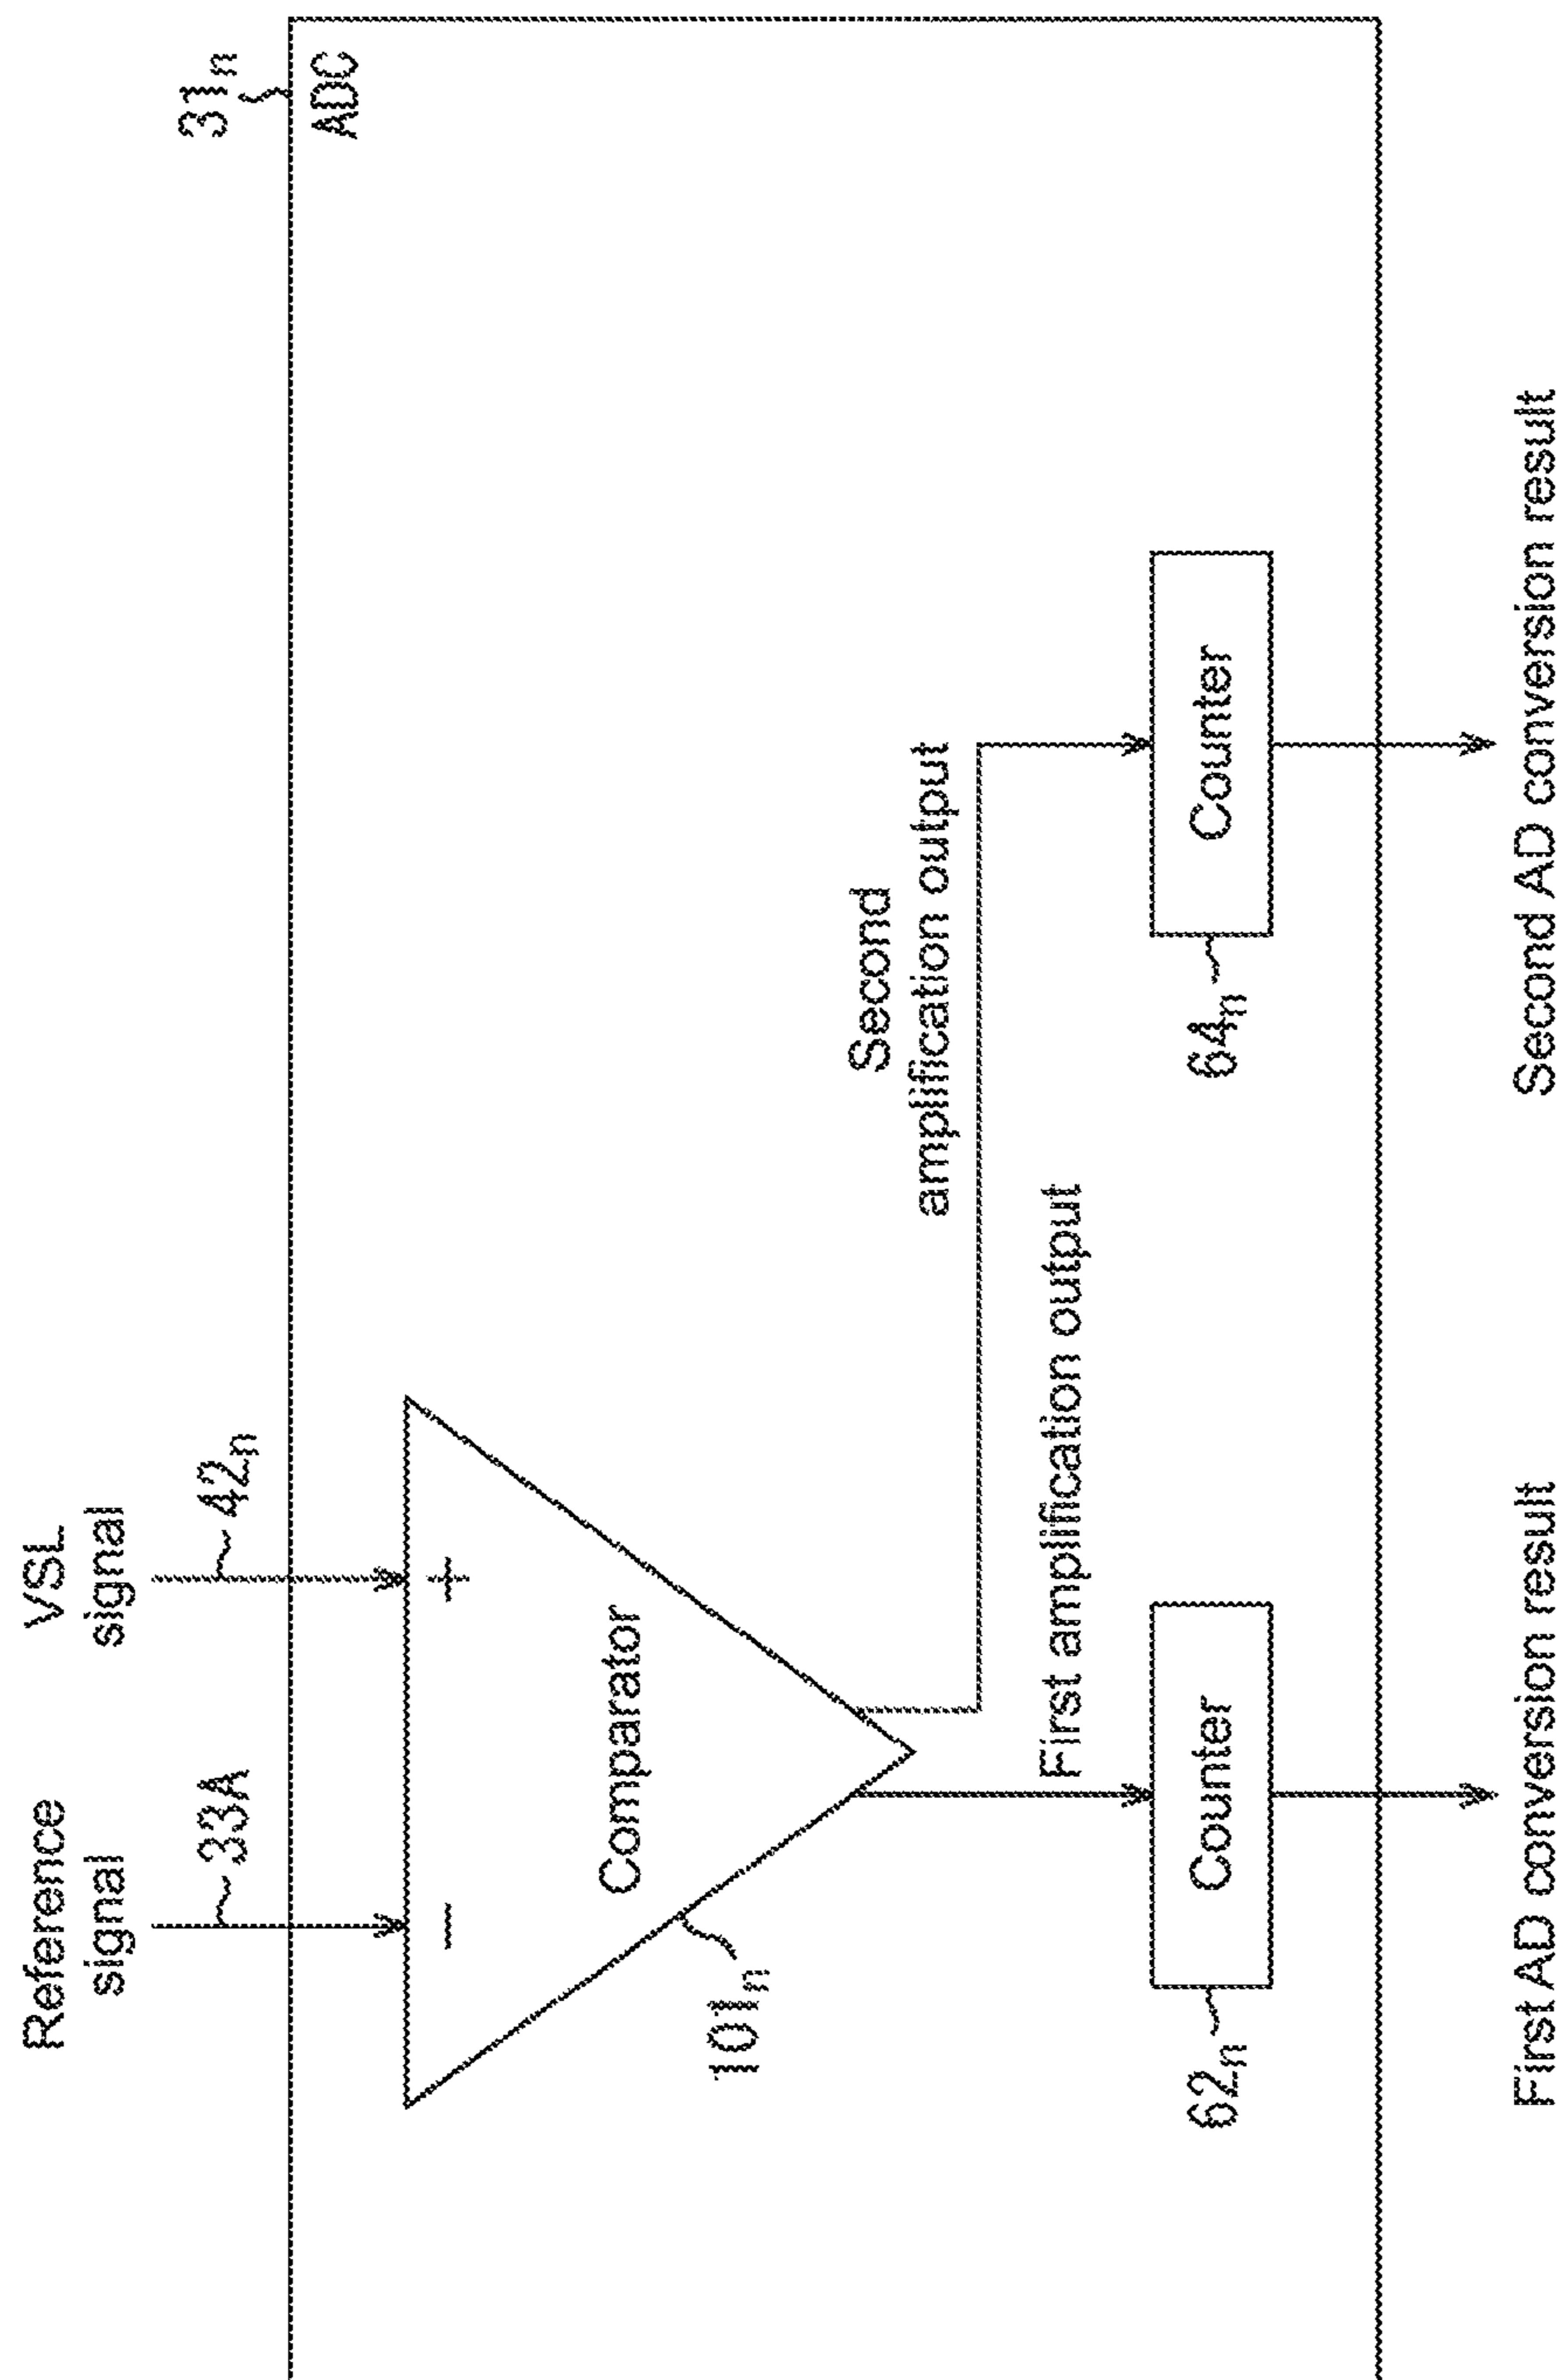 31n
ADC
Reference
signal
33A
VSL
signal
42n
−
+
Comparator
101n
First amplification output
Second
amplification output
62n
Counter
64n
Counter
First AD conversion result
Second AD conversion result